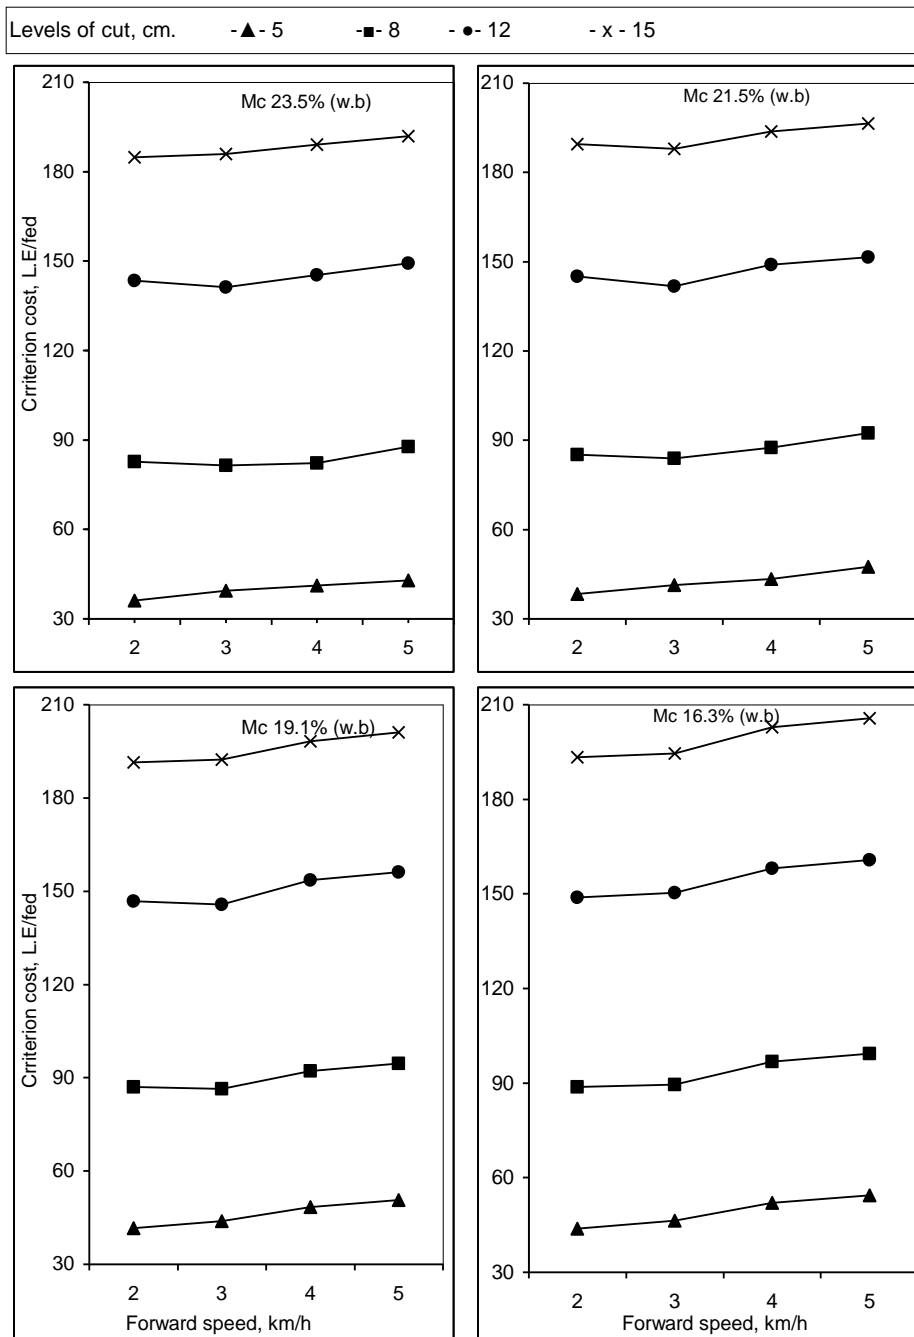 Levels of cut, cm. -▲- 5 -■- 8 -●- 12 - x - 15
Mc 23.5% (w.b)
Crriterion cost, L.E/fed
210
180
150
120
90
60
30
2 3 4 5
Mc 21.5% (w.b)
210
180
150
120
90
60
30
2 3 4 5
Mc 19.1% (w.b)
Crriterion cost, L.E/fed
210
180
150
120
90
60
30
2 3 4 5
Forward speed, km/h
Mc 16.3% (w.b)
210
180
150
120
90
60
30
2 3 4 5
Forward speed, km/h